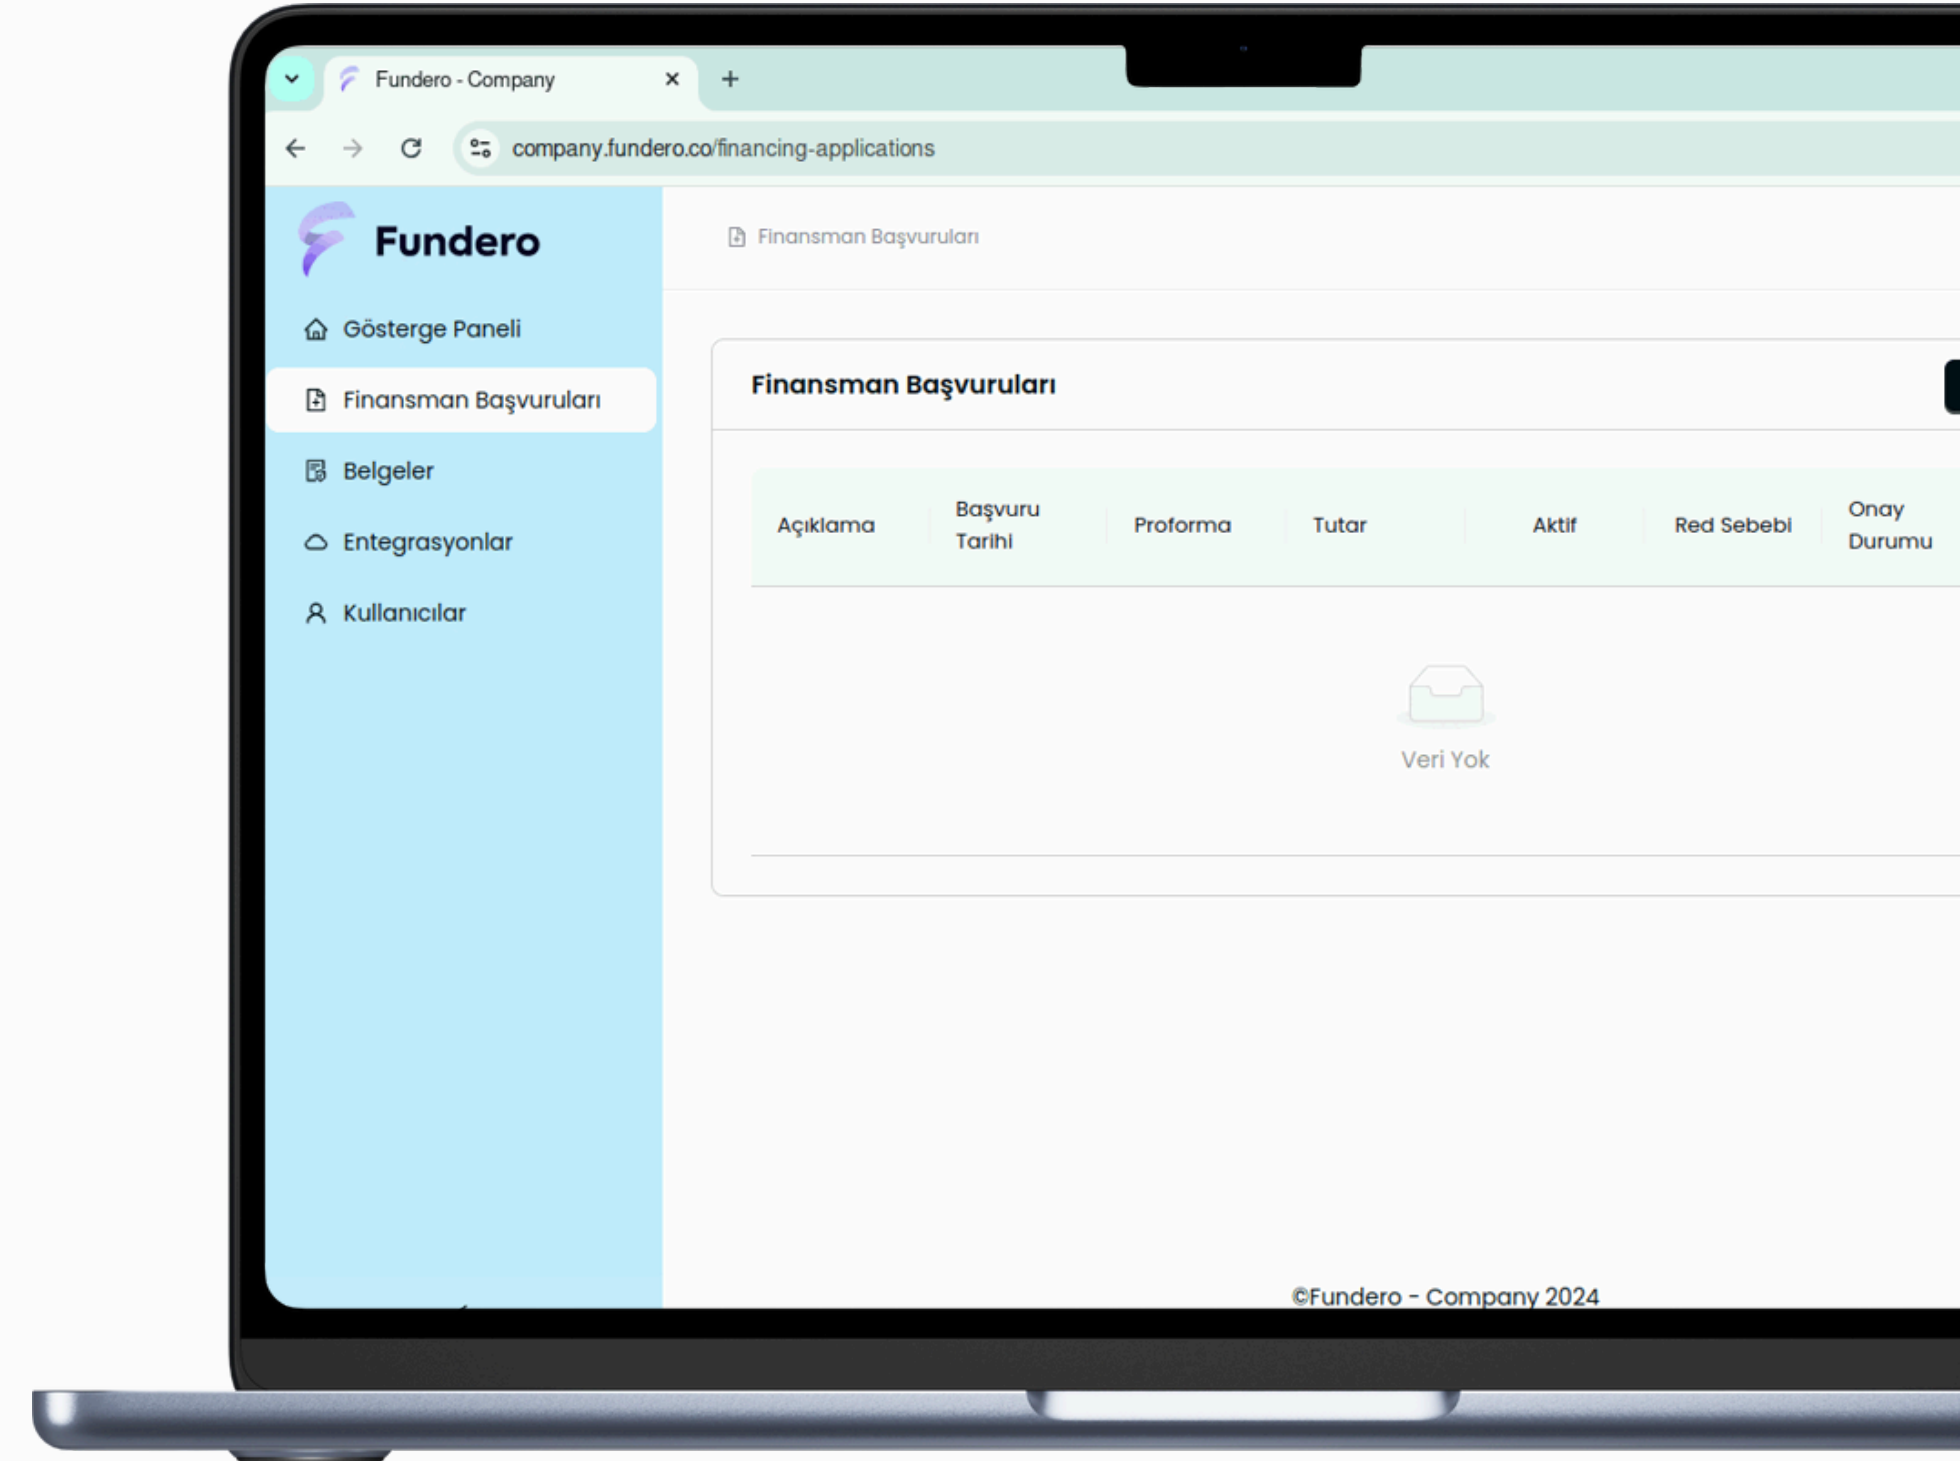 Fundero - Company
company.fundero.co/financing-applications
Fundero
Finansman Başvuruları
Gösterge Paneli
Finansman Başvuruları
Belgeler
Entegrasyonlar
Kullanıcılar
Finansman Başvuruları
Açıklama
Başvuru
Tarihi
Proforma
Tutar
Aktif
Red Sebebi
Onay
Durumu
Veri Yok
©Fundero - Company 2024